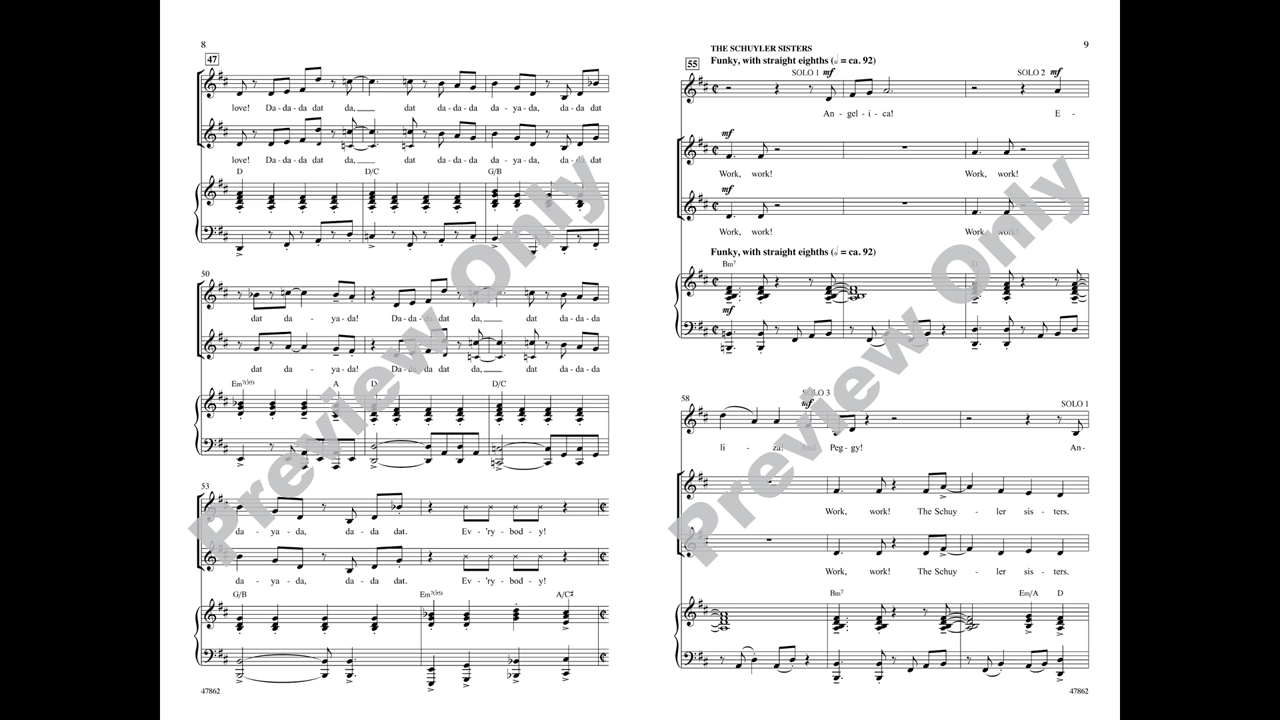 8
47
love! Da - da - da dat da, dat da - da - da da - ya - da, da - da dat
love! Da - da - da dat da, dat da - da - da da - ya - da, da - da dat
D D/C G/B
50
dat da - ya - da! Da - da - da dat da, dat da - da - da
dat da - ya - da! Da - da - da dat da, dat da - da - da
Em7(♭5) A D D/C
53
da - ya - da, da - da dat. Ev - 'ry - bod - y!
da - ya - da, da - da dat. Ev - 'ry - bod - y!
G/B Em7(♭5) A/C♯
47862
Preview Only
9
THE SCHUYLER SISTERS
55 Funky, with straight eighths (𝅗𝅥 = ca. 92)
SOLO 1 mf SOLO 2 mf
An - gel - i - ca! E -
mf
Work, work! Work, work!
mf
Work, work! Work, work!
Funky, with straight eighths (𝅗𝅥 = ca. 92)
Bm7 D
mf
58 SOLO 3 mf SOLO 1
li - za! And Peg - gy! An-
Work, work! The Schuy - ler sis - ters.
Work, work! The Schuy - ler sis - ters.
Bm7 Em/A D
47862
Preview Only